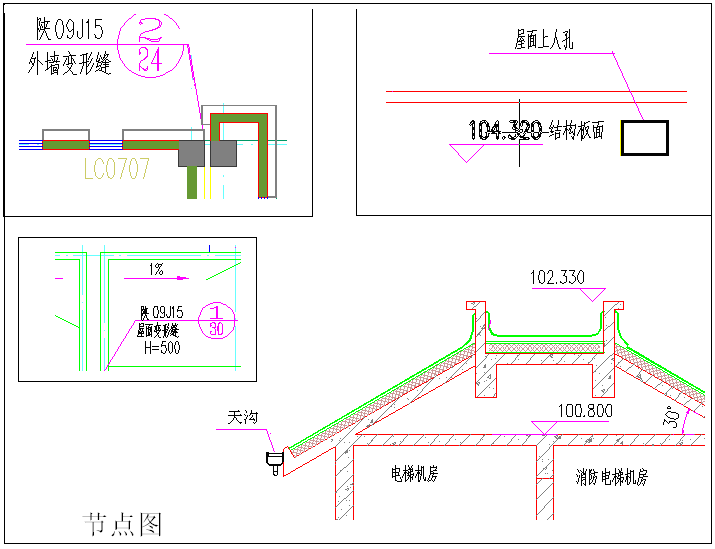 陕09J15
2
外墙变形缝
24
LC0707
屋面上人孔
104.320 结构板面
1%
陕09J15
1
屋面变形缝
30
H=500
102.330
天沟
100.800
30°
电梯机房
消防电梯机房
节点图